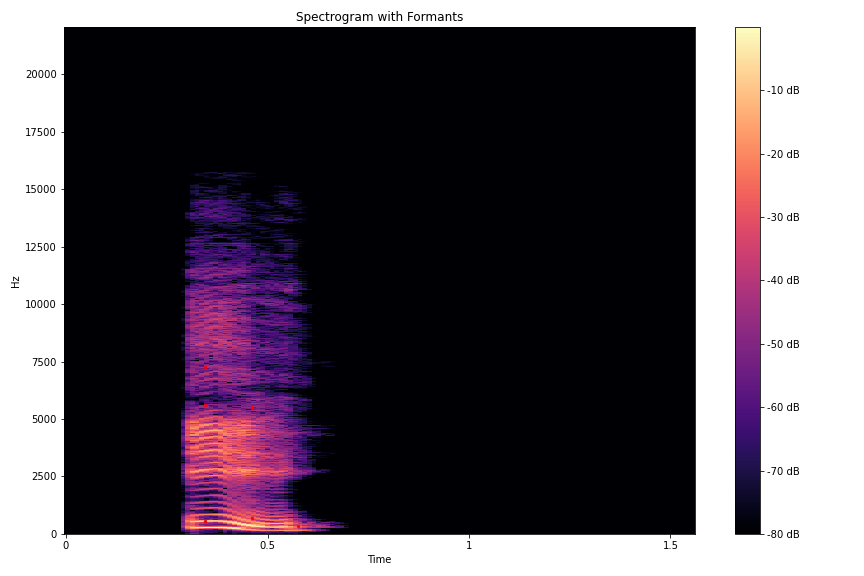 Spectrogram with Formants
20000
17500
15000
12500
10000
7500
5000
2500
0
Hz
0
0.5
1
1.5
Time
-10 dB
-20 dB
-30 dB
-40 dB
-50 dB
-60 dB
-70 dB
-80 dB